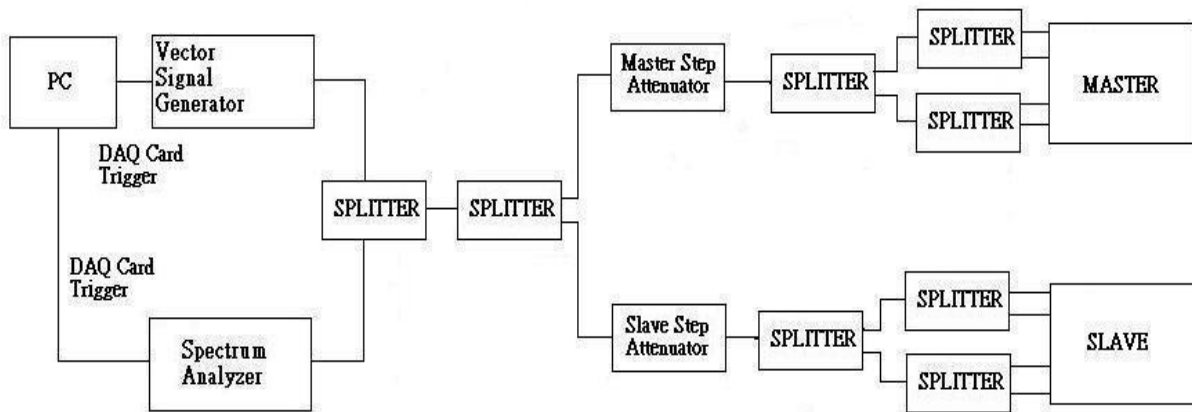 PC
Vector
Signal
Generator
DAQ Card
Trigger
DAQ Card
Trigger
Spectrum
Analyzer
SPLITTER
SPLITTER
Master Step
Attenuator
SPLITTER
SPLITTER
SPLITTER
MASTER
Slave Step
Attenuator
SPLITTER
SPLITTER
SPLITTER
SLAVE